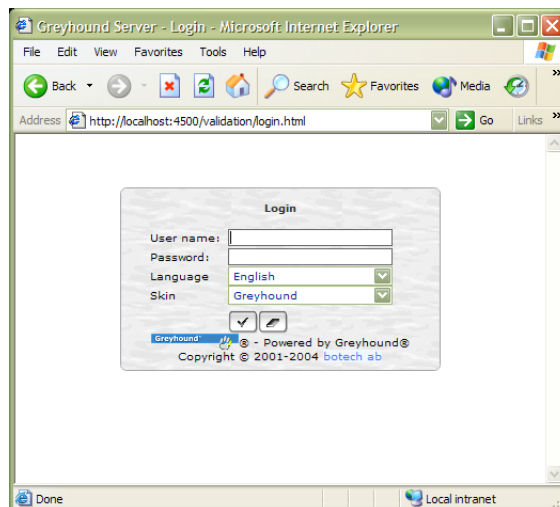 Greyhound Server - Login - Microsoft Internet Explorer
File Edit View Favorites Tools Help
Back Search Favorites Media »
Address http://localhost:4500/validation/login.html Go Links »
Login
User name:
Password:
Language English
Skin Greyhound
Greyhound ® - Powered by Greyhound®
Copyright © 2001-2004 botech ab
Done Local intranet